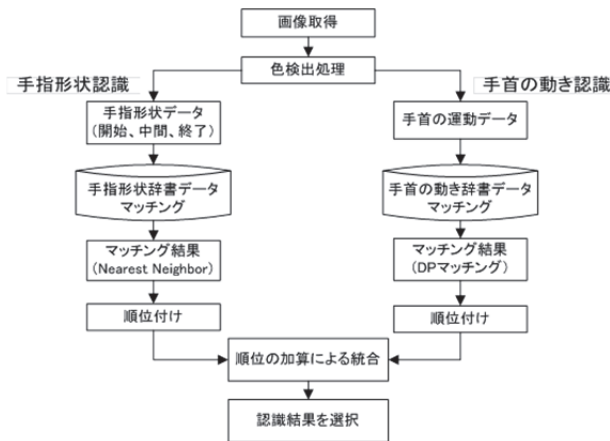 画像取得
色検出処理
手指形状認識
手首の動き認識
手指形状データ
(開始、中間、終了)
手首の運動データ
手指形状辞書データ
マッチング
手首の動き辞書データ
マッチング
マッチング結果
(Nearest Neighbor)
マッチング結果
(DPマッチング)
順位付け
順位付け
順位の加算による統合
認識結果を選択